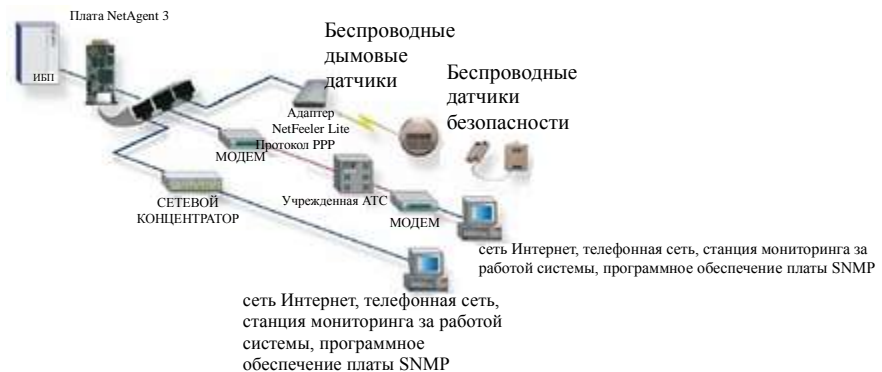 Плата NetAgent 3
ИБП
Беспроводные
дымовые
датчики
Беспроводные
датчики
безопасности
Адаптер
NetFeeler Lite
Протокол PPP
МОДЕМ
Учрежденная АТС
МОДЕМ
СЕТЕВОЙ
КОНЦЕНТРАТОР
сеть Интернет, телефонная сеть, станция мониторинга за
работой системы, программное обеспечение платы SNMP
сеть Интернет, телефонная сеть,
станция мониторинга за работой
системы, программное
обеспечение платы SNMP